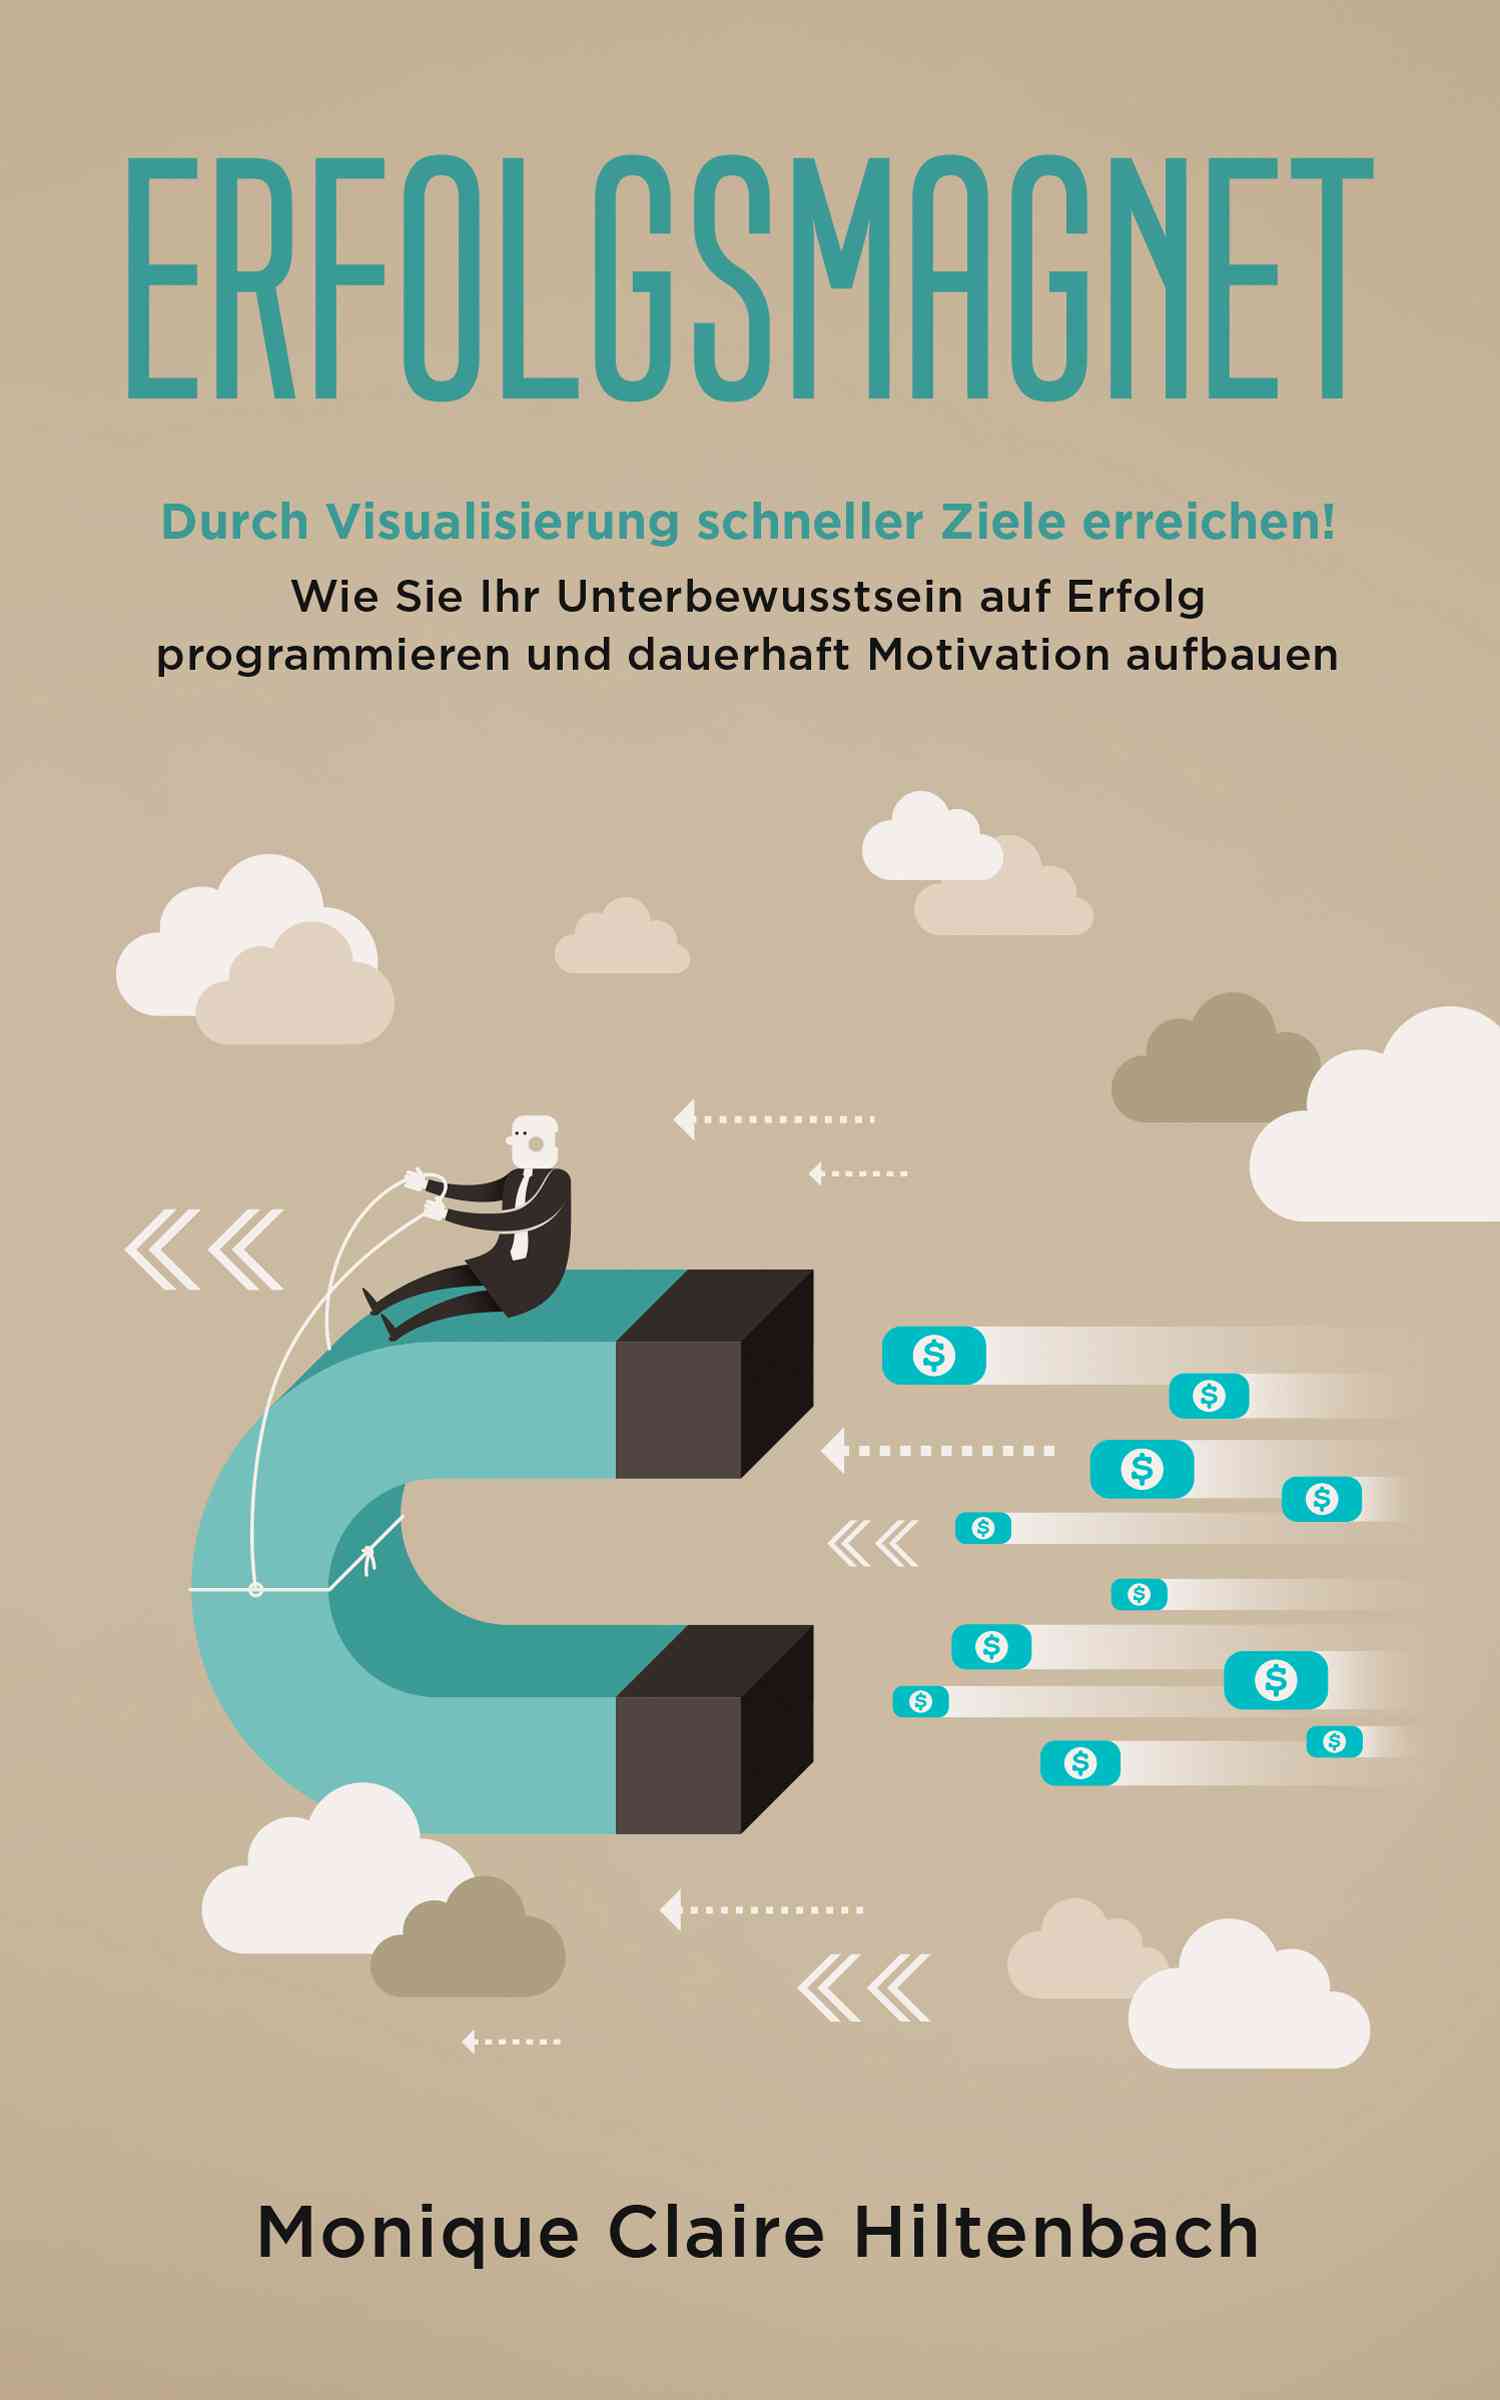 ERFOLGSMAGNET
Durch Visualisierung schneller Ziele erreichen!
Wie Sie Ihr Unterbewusstsein auf Erfolg
programmieren und dauerhaft Motivation aufbauen
$
$
$
$
$
$
$
$
$
$
$
Monique Claire Hiltenbach